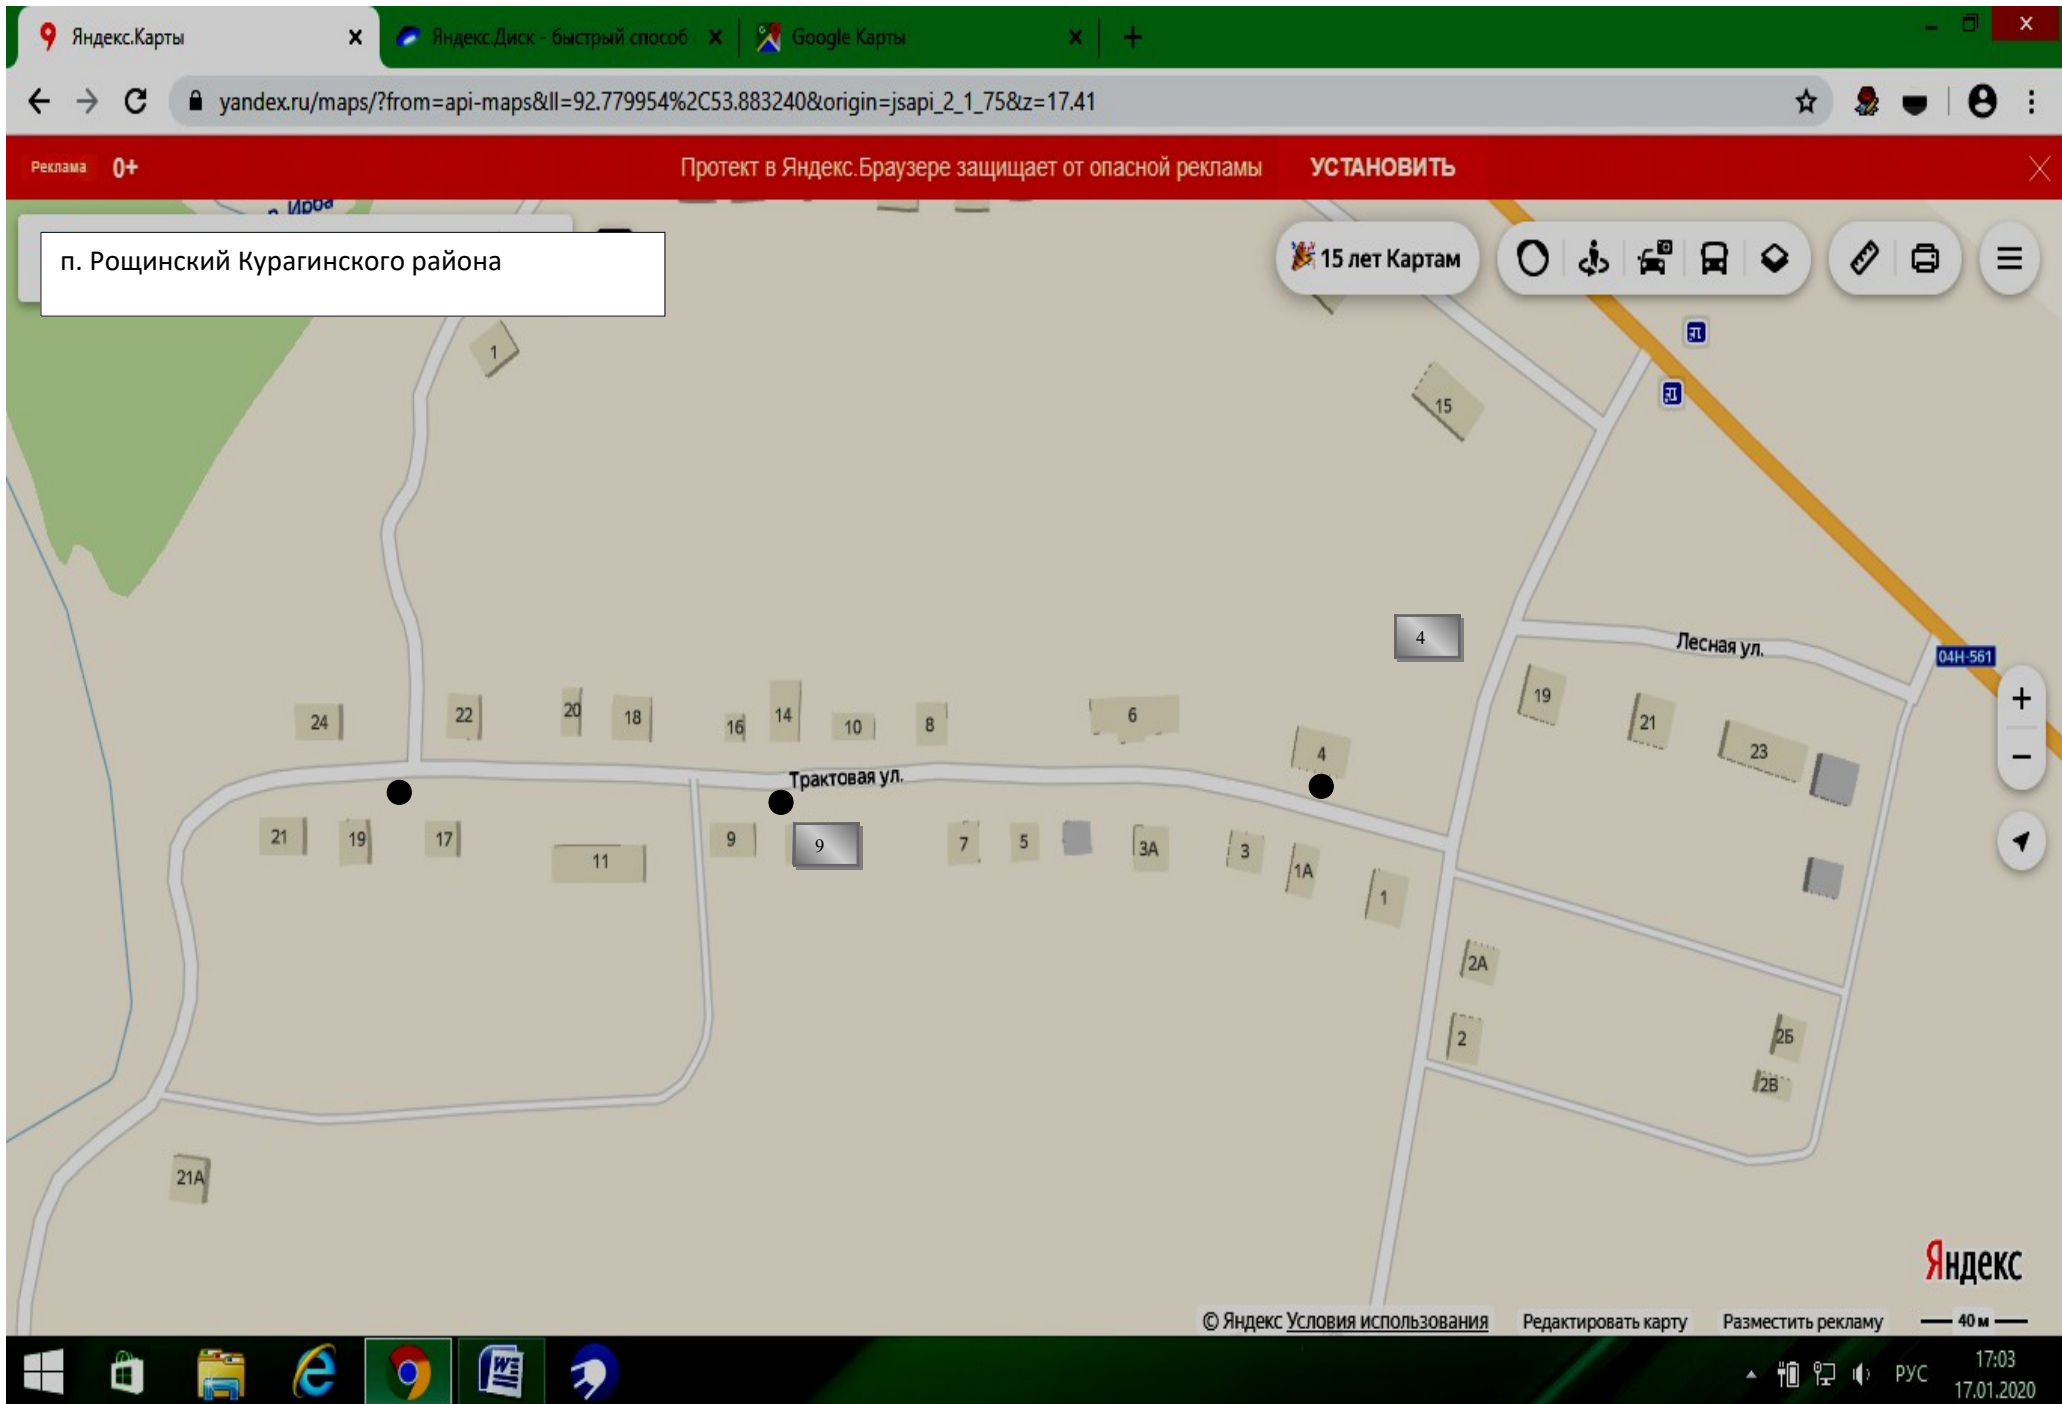 Яндекс.Карты
Яндекс.Диск - быстрый способ
Google Карты
yandex.ru/maps/?from=api-maps&ll=92.779954%2C53.883240&origin=jsapi_2_1_75&z=17.41
Реклама 0+ Протект в Яндекс.Браузере защищает от опасной рекламы УСТАНОВИТЬ
р. Ирба
п. Рощинский Курагинского района
15 лет Картам
1
15
4
Лесная ул.
04Н-561
19
21
23
24
22
20
18
16
14
10
8
6
4
Трактовая ул.
21
19
17
11
9
9
7
5
3А
3
1А
1
2А
2
2Б
2В
21А
Яндекс
© Яндекс Условия использования Редактировать карту Разместить рекламу 40 м
РУС
17:03
17.01.2020